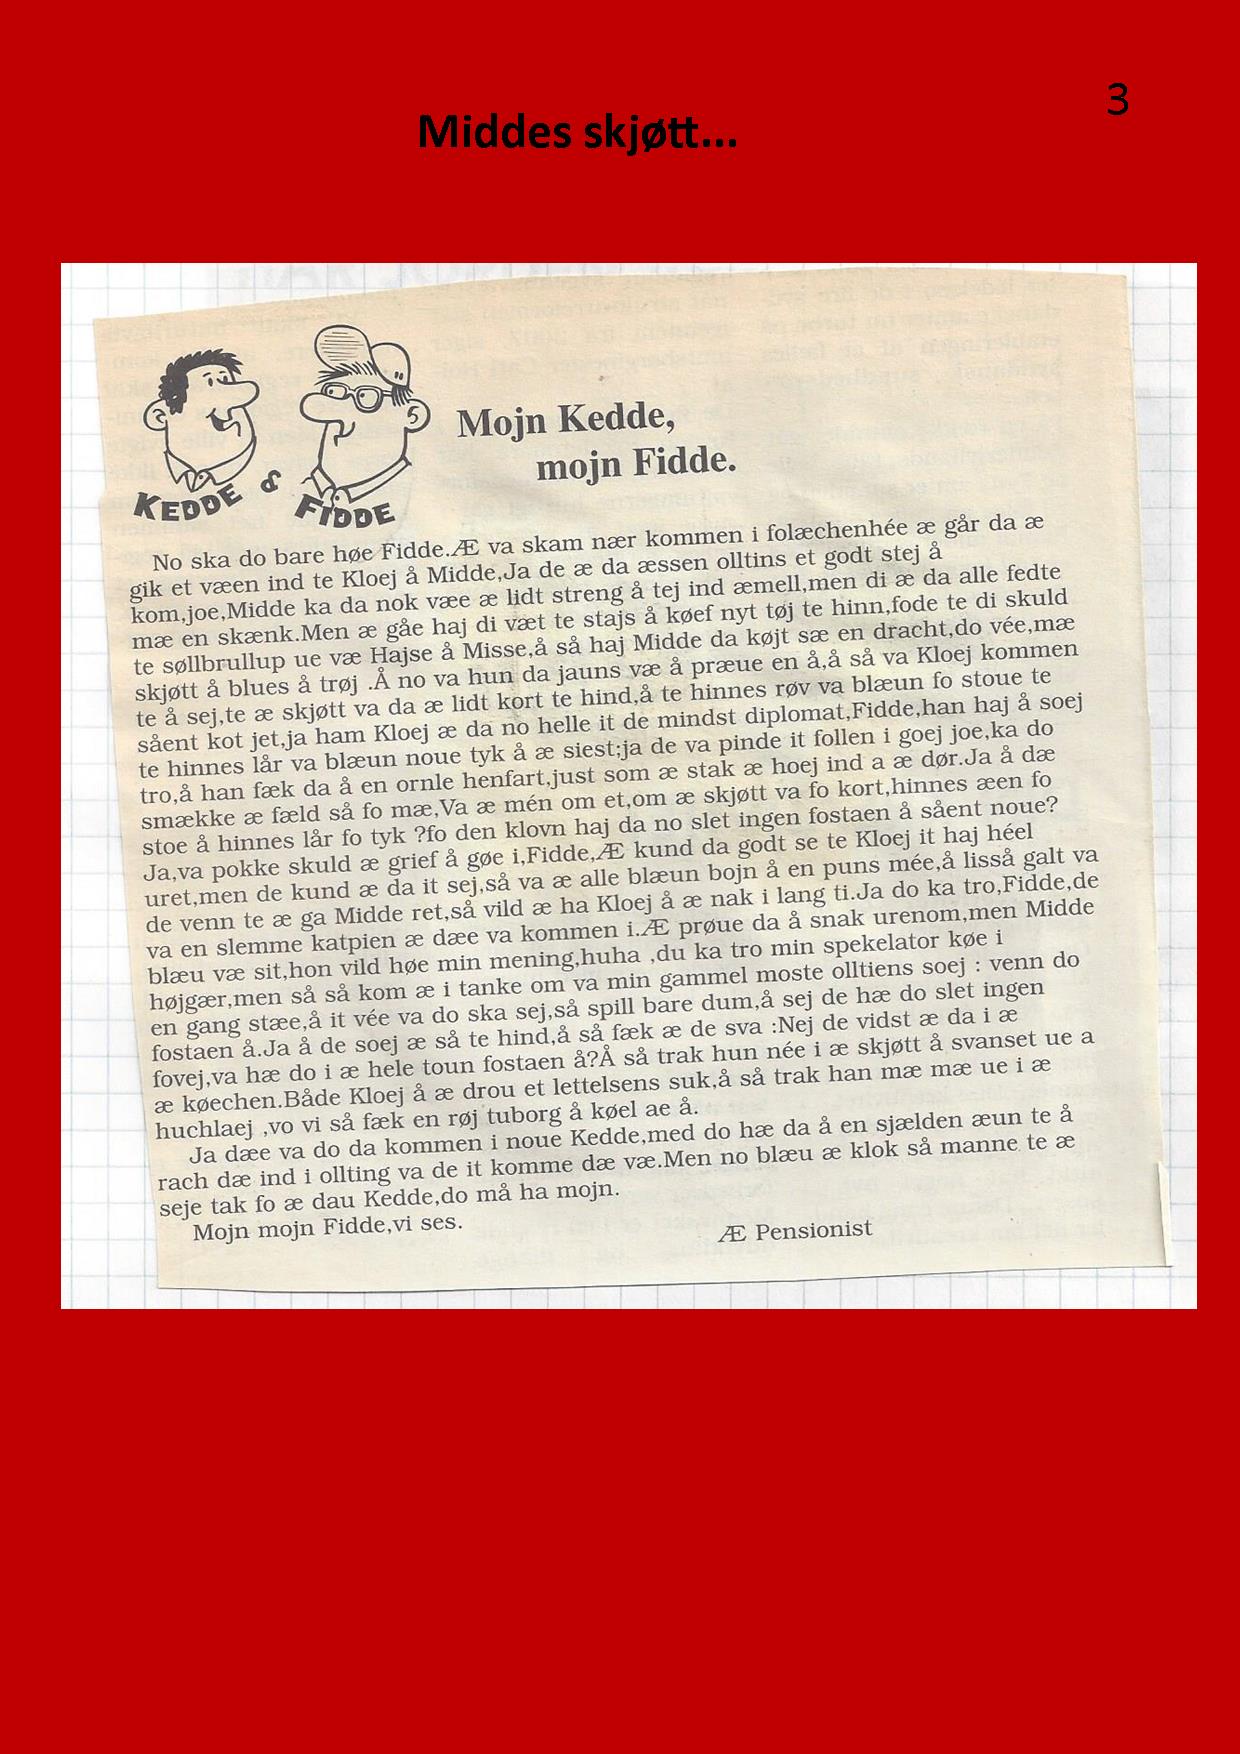 3
Middes skjøtt...
Mojn Kedde,
mojn Fidde.
KEDDE & FIDDE
No ska do bare høe Fidde.Æ va skam nær kommen i folæchenhée æ går da æ
gik et væen ind te Kloej å Midde,Ja de æ da æssen olltins et godt stej å
kom,joe,Midde ka da nok væe æ lidt streng å tej ind æmell,men di æ da alle fedte
mæ en skænk.Men æ gåe haj di væt te stajs å køef nyt tøj te hinn,fode te di skuld
te søllbrullup ue væ Hajse å Misse,å så haj Midde da køjt sæ en dracht,do vée,mæ
skjøtt å blues å trøj .Å no va hun da jauns væ å præue en å,å så va Kloej kommen
te å sej,te æ skjøtt va da æ lidt kort te hind,å te hinnes røv va blæun fo stoue te
såent kot jet,ja ham Kloej æ da no helle it de mindst diplomat,Fidde,han haj å soej
te hinnes lår va blæun noue tyk å æ siest;ja de va pinde it follen i goej joe,ka do
tro,å han fæk da å en ornle henfart,just som æ stak æ hoej ind a æ dør.Ja å dæ
smække æ fæld så fo mæ,Va æ mén om et,om æ skjøtt va fo kort,hinnes æen fo
stoe å hinnes lår fo tyk ?fo den klovn haj da no slet ingen fostaen å såent noue?
Ja,va pokke skuld æ grief å gøe i,Fidde,Æ kund da godt se te Kloej it haj héel
uret,men de kund æ da it sej,så va æ alle blæun bojn å en puns mée,å lisså galt va
de venn te æ ga Midde ret,så vild æ ha Kloej å æ nak i lang ti.Ja do ka tro,Fidde,de
va en slemme katpien æ dæe va kommen i.Æ prøue da å snak urenom,men Midde
blæu væ sit,hon vild høe min mening,huha ,du ka tro min spekelator køe i
højgær,men så så kom æ i tanke om va min gammel moste olltiens soej : venn do
en gang stæe,å it vée va do ska sej,så spill bare dum,å sej de hæ do slet ingen
fostaen å.Ja å de soej æ så te hind,å så fæk æ de sva :Nej de vidst æ da i æ
fovej,va hæ do i æ hele toun fostaen å?Å så trak hun née i æ skjøtt å svanset ue a
æ køechen.Både Kloej å æ drou et lettelsens suk,å så trak han mæ mæ ue i æ
huchlaej ,vo vi så fæk en røj tuborg å køel ae å.
Ja dæe va do da kommen i noue Kedde,med do hæ da å en sjælden æun te å
rach dæ ind i ollting va de it komme dæ væ.Men no blæu æ klok så manne te æ
seje tak fo æ dau Kedde,do må ha mojn.
Mojn mojn Fidde,vi ses.
Æ Pensionist